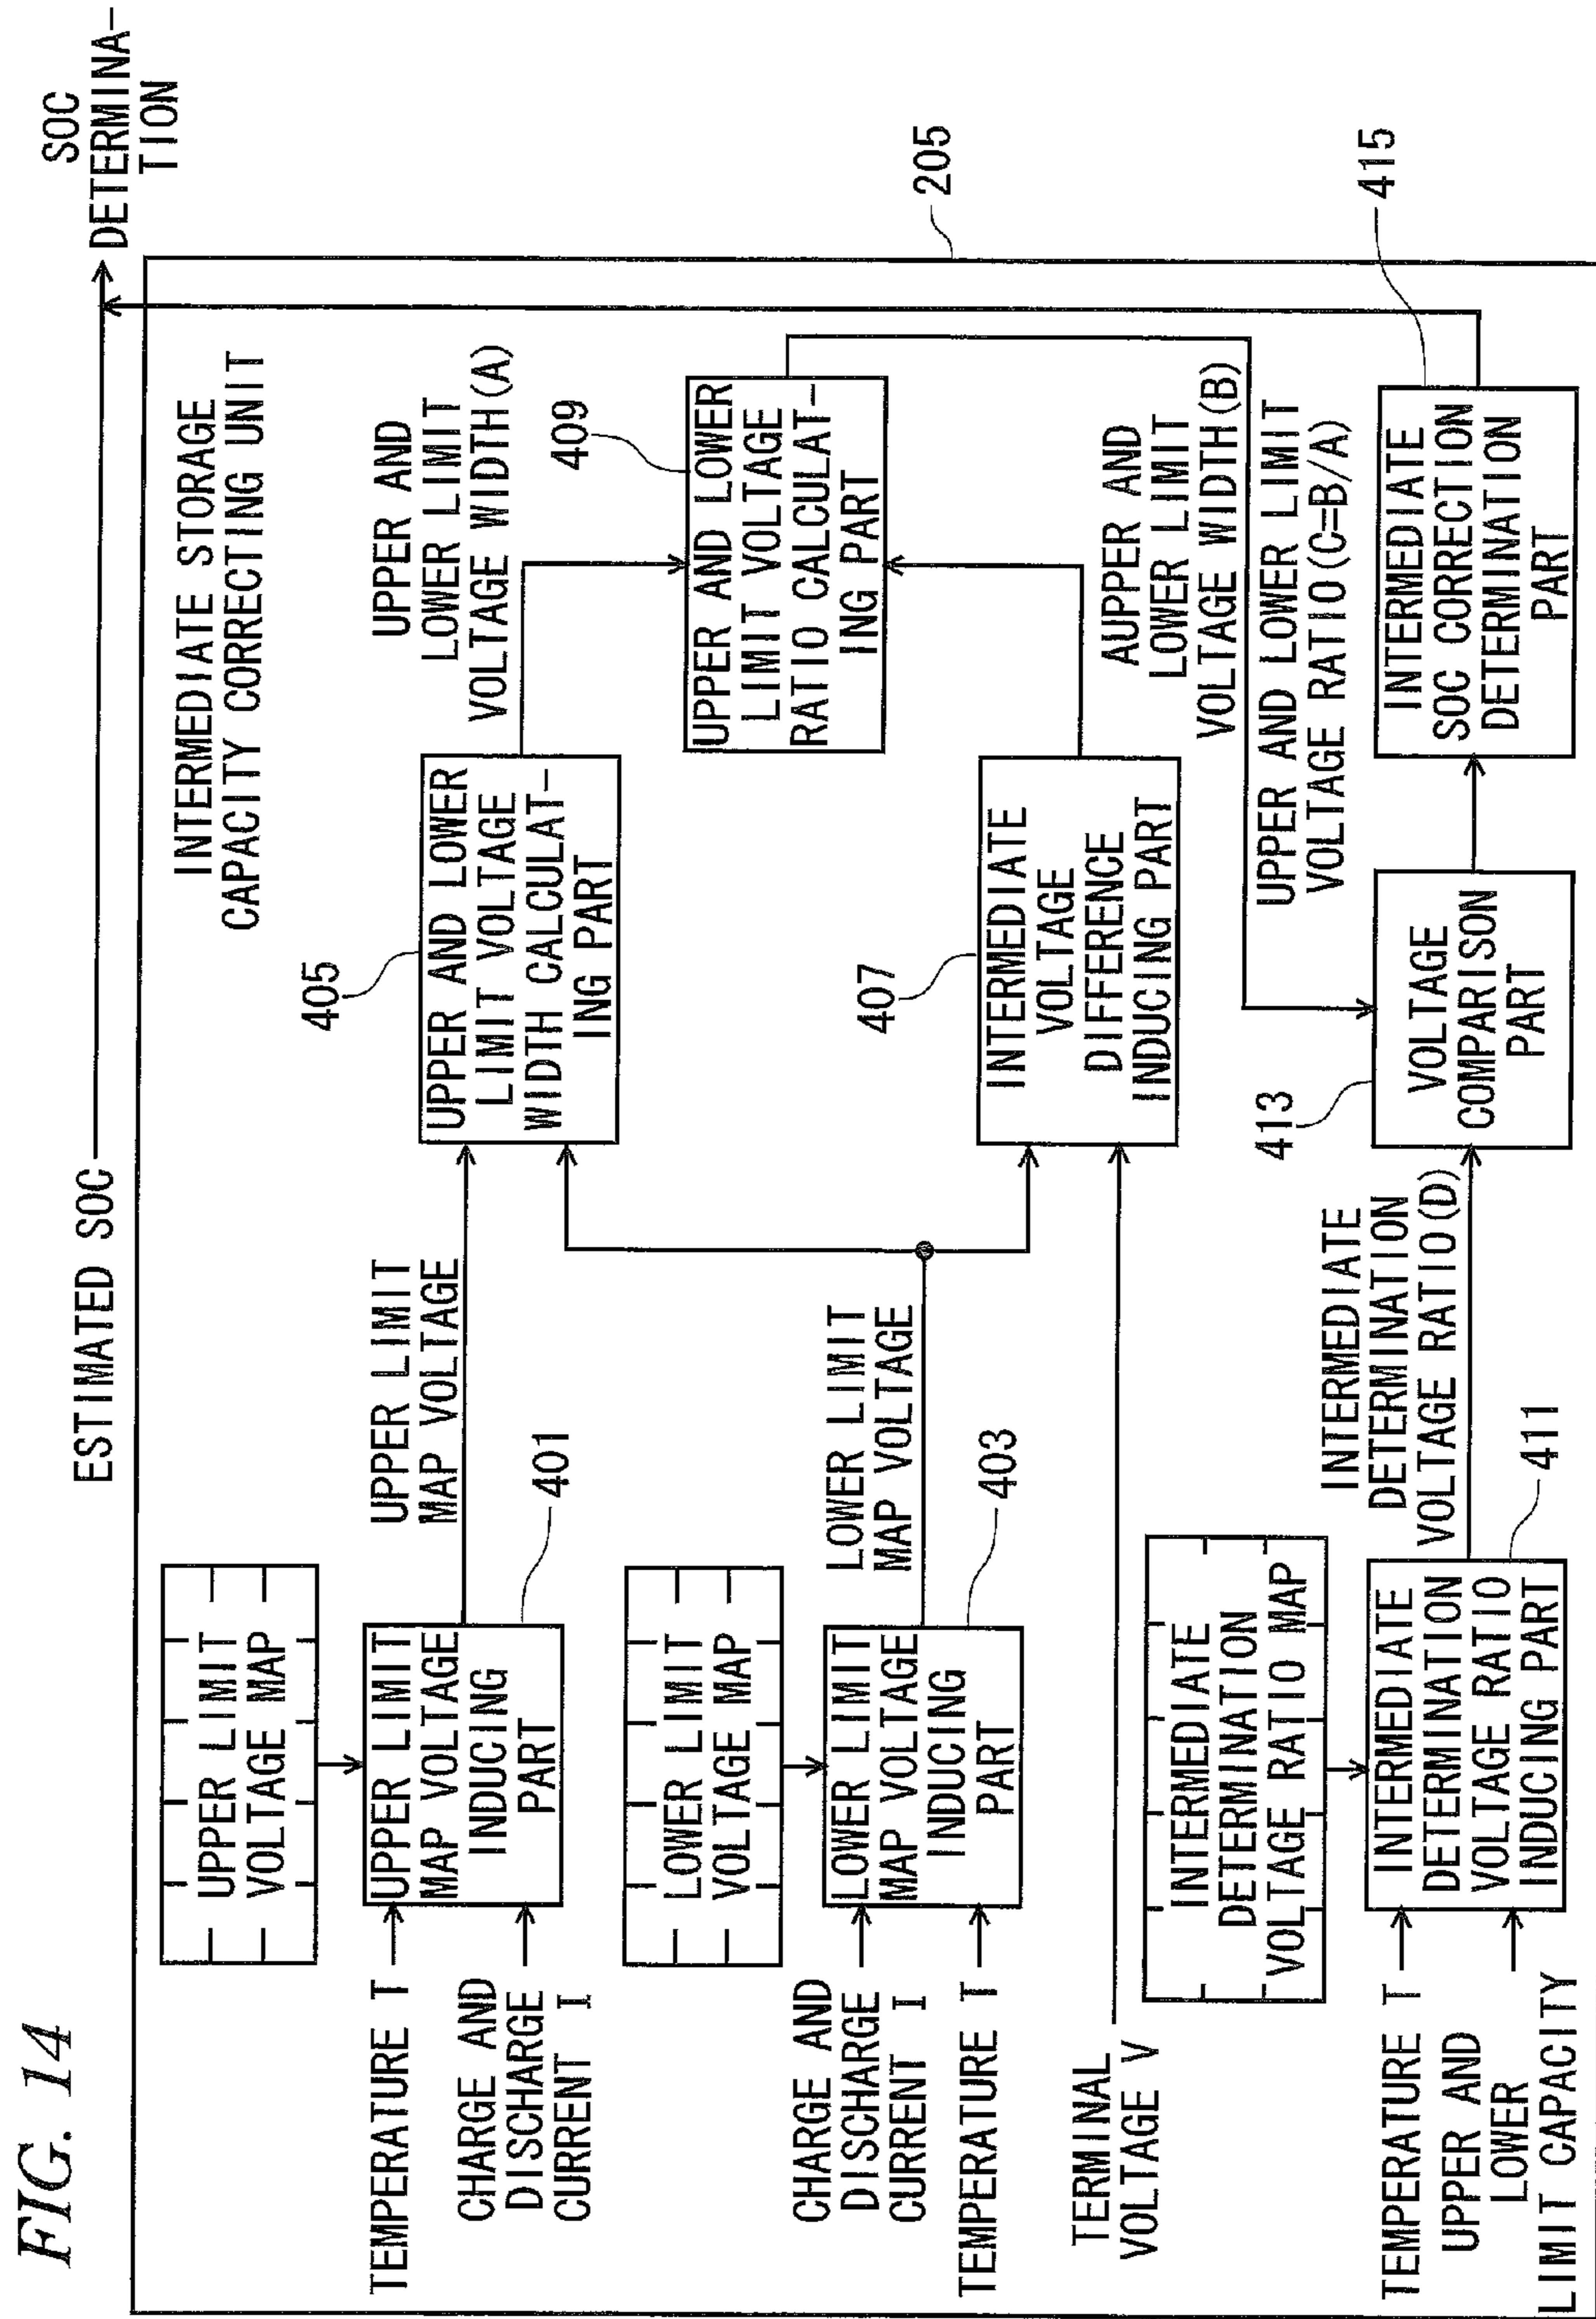 FIG. 14
ESTIMATED SOC
SOC
DETERMINA-
TION
INTERMEDIATE STORAGE
CAPACITY CORRECTING UNIT
205
UPPER LIMIT
VOLTAGE MAP
TEMPERATURE T
CHARGE AND
DISCHARGE
CURRENT I
UPPER LIMIT
MAP VOLTAGE
INDUCING
PART
401
UPPER LIMIT
MAP VOLTAGE
405
UPPER AND LOWER
LIMIT VOLTAGE
WIDTH CALCULAT-
ING PART
UPPER AND
LOWER LIMIT
VOLTAGE WIDTH(A)
409
UPPER AND LOWER
LIMIT VOLTAGE
RATIO CALCULAT-
ING PART
LOWER LIMIT
VOLTAGE MAP
CHARGE AND
DISCHARGE
CURRENT I
TEMPERATURE T
LOWER LIMIT
MAP VOLTAGE
INDUCING
PART
403
LOWER LIMIT
MAP VOLTAGE
TERMINAL
VOLTAGE V
407
INTERMEDIATE
VOLTAGE
DIFFERENCE
INDUCING PART
AUPPER AND
LOWER LIMIT
VOLTAGE WIDTH(B)
UPPER AND LOWER LIMIT
VOLTAGE RATIO(C=B/A)
INTERMEDIATE
DETERMINATION
VOLTAGE RATIO MAP
TEMPERATURE T
UPPER AND
LOWER
LIMIT CAPACITY
INTERMEDIATE
DETERMINATION
VOLTAGE RATIO
INDUCING PART
411
INTERMEDIATE
DETERMINATION
VOLTAGE RATIO(D)
413
VOLTAGE
COMPARISON
PART
INTERMEDIATE
SOC CORRECTION
DETERMINATION
PART
415